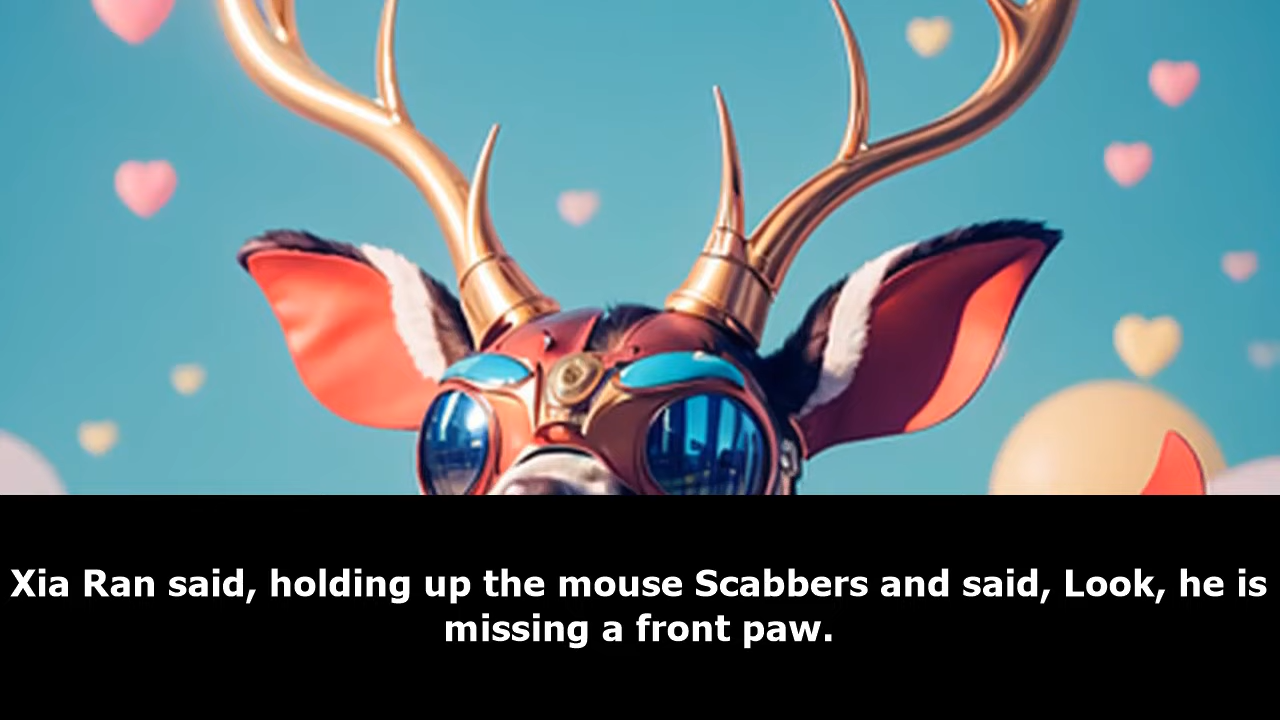 Xia Ran said, holding up the mouse Scabbers and said, Look, he is
missing a front paw.